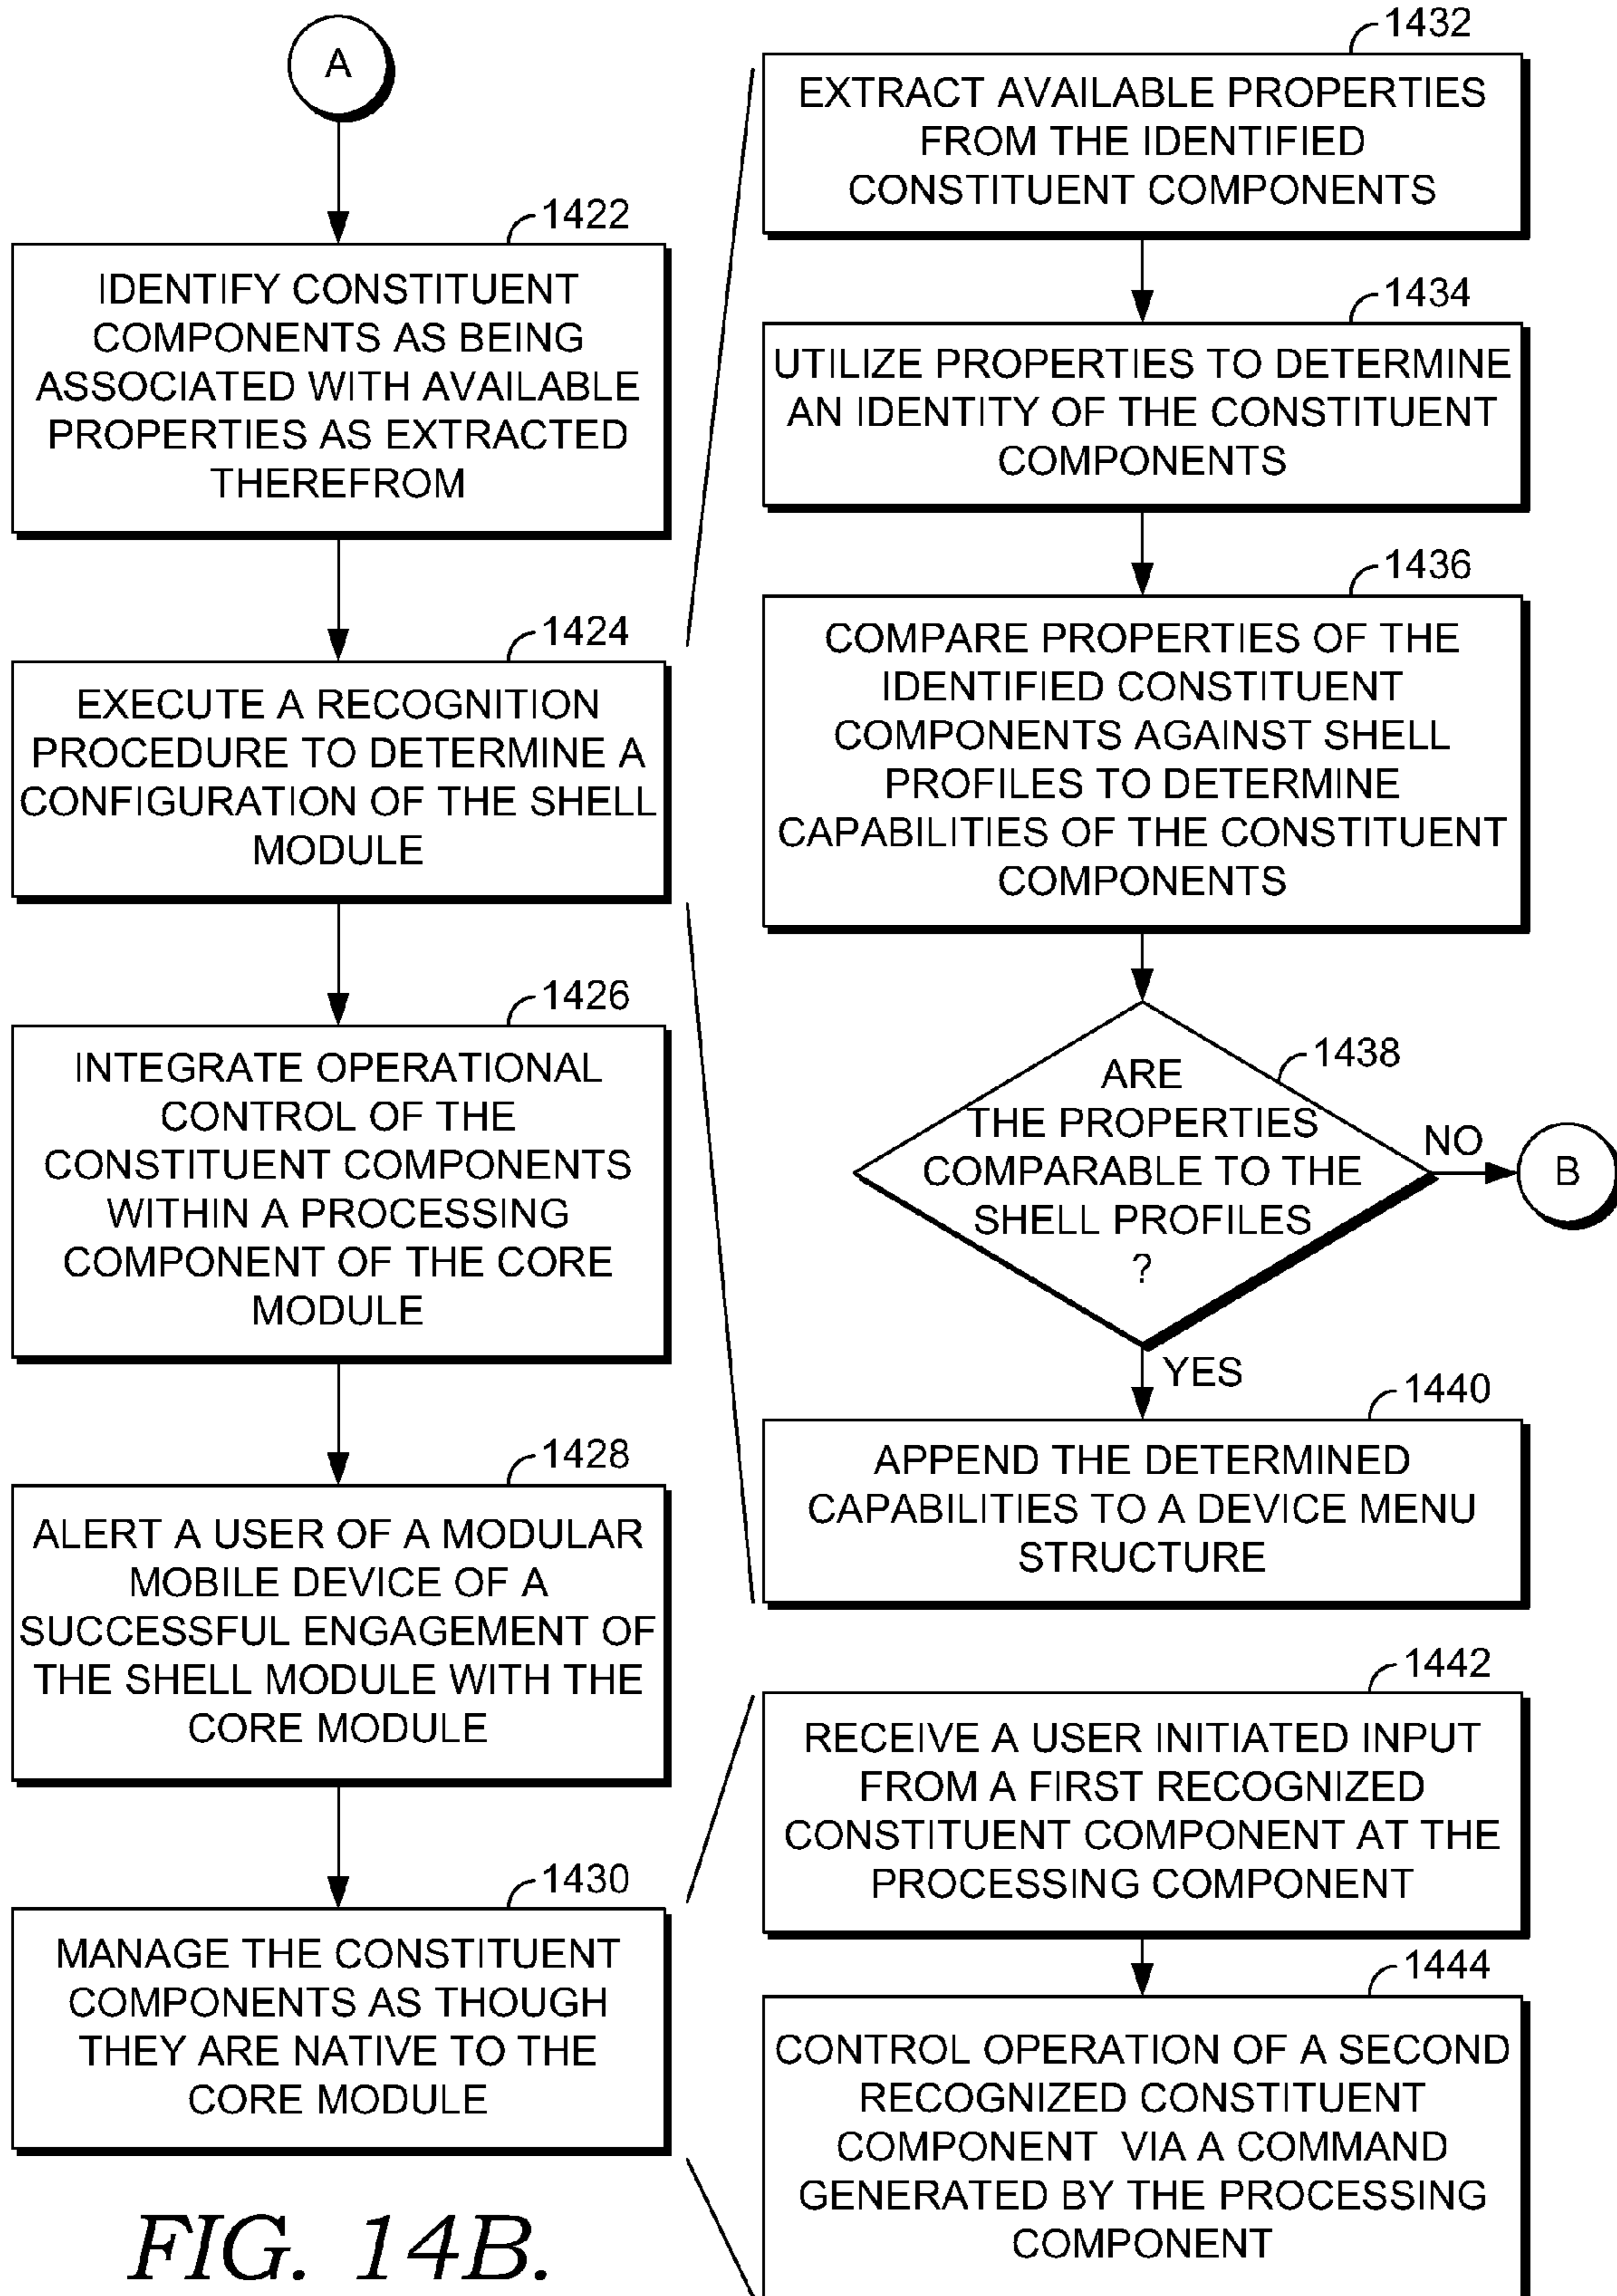 A
1422
IDENTIFY CONSTITUENT
COMPONENTS AS BEING
ASSOCIATED WITH AVAILABLE
PROPERTIES AS EXTRACTED
THEREFROM
1424
EXECUTE A RECOGNITION
PROCEDURE TO DETERMINE A
CONFIGURATION OF THE SHELL
MODULE
1426
INTEGRATE OPERATIONAL
CONTROL OF THE
CONSTITUENT COMPONENTS
WITHIN A PROCESSING
COMPONENT OF THE CORE
MODULE
1428
ALERT A USER OF A MODULAR
MOBILE DEVICE OF A
SUCCESSFUL ENGAGEMENT OF
THE SHELL MODULE WITH THE
CORE MODULE
1430
MANAGE THE CONSTITUENT
COMPONENTS AS THOUGH
THEY ARE NATIVE TO THE
CORE MODULE
1432
EXTRACT AVAILABLE PROPERTIES
FROM THE IDENTIFIED
CONSTITUENT COMPONENTS
1434
UTILIZE PROPERTIES TO DETERMINE
AN IDENTITY OF THE CONSTITUENT
COMPONENTS
1436
COMPARE PROPERTIES OF THE
IDENTIFIED CONSTITUENT
COMPONENTS AGAINST SHELL
PROFILES TO DETERMINE
CAPABILITIES OF THE CONSTITUENT
COMPONENTS
1438
ARE
THE PROPERTIES
COMPARABLE TO THE
SHELL PROFILES
?
NO
B
YES
1440
APPEND THE DETERMINED
CAPABILITIES TO A DEVICE MENU
STRUCTURE
1442
RECEIVE A USER INITIATED INPUT
FROM A FIRST RECOGNIZED
CONSTITUENT COMPONENT AT THE
PROCESSING COMPONENT
1444
CONTROL OPERATION OF A SECOND
RECOGNIZED CONSTITUENT
COMPONENT VIA A COMMAND
GENERATED BY THE PROCESSING
COMPONENT
FIG. 14B.